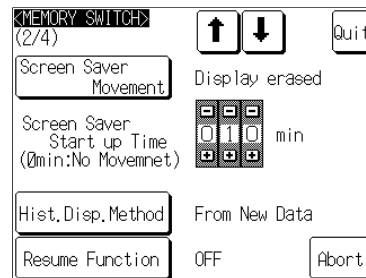 <MEMORY SWITCH>
(2/4)
Quit
Screen Saver
Movement
Display erased
Screen Saver
Start up Time
(0min:No Movemnet)
010 min
Hist.Disp.Method
From New Data
Resume Function
OFF
Abort